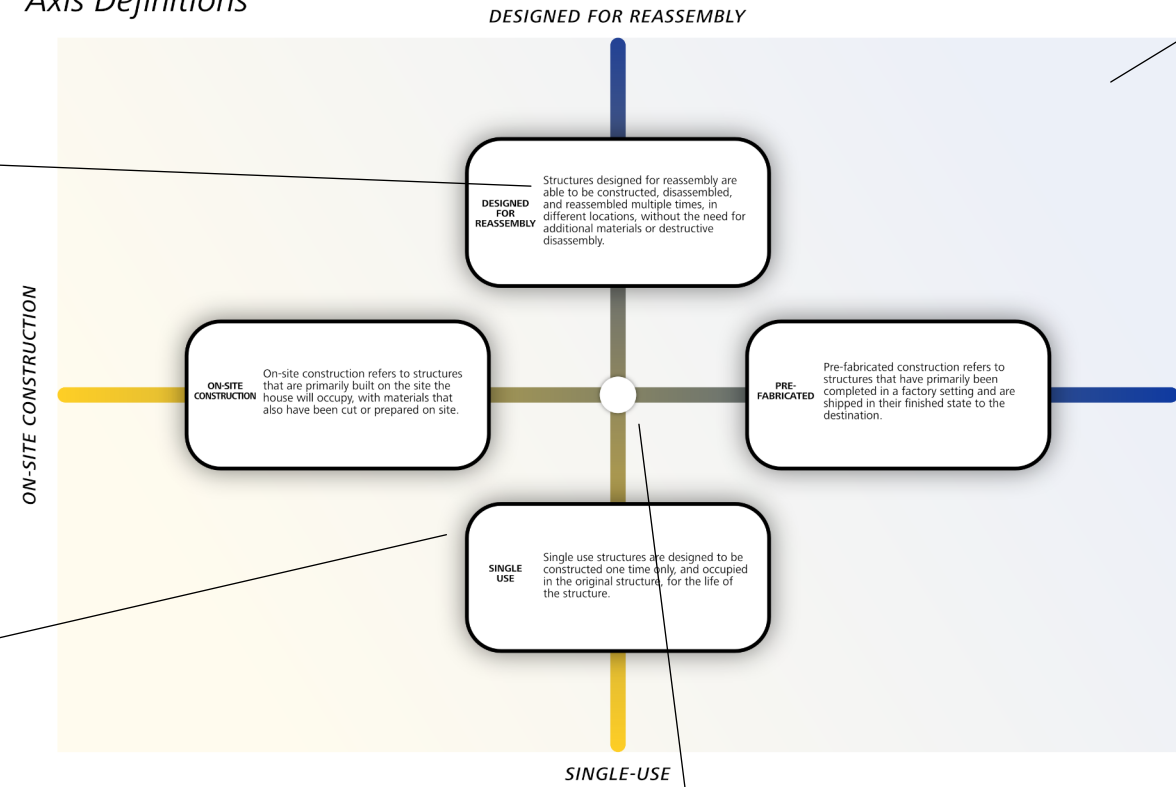 Axis Definitions
DESIGNED FOR REASSEMBLY
DESIGNED
FOR
REASSEMBLY
Structures designed for reassembly are
able to be constructed, disassembled,
and reassembled multiple times, in
different locations, without the need for
additional materials or destructive
disassembly.
ON-SITE CONSTRUCTION
ON-SITE
CONSTRUCTION
On-site construction refers to structures
that are primarily built on the site the
house will occupy, with materials that
also have been cut or prepared on site.
PRE-
FABRICATED
Pre-fabricated construction refers to
structures that have primarily been
completed in a factory setting and are
shipped in their finished state to the
destination.
SINGLE
USE
Single use structures are designed to be
constructed one time only, and occupied
in the original structure, for the life of
the structure.
SINGLE-USE